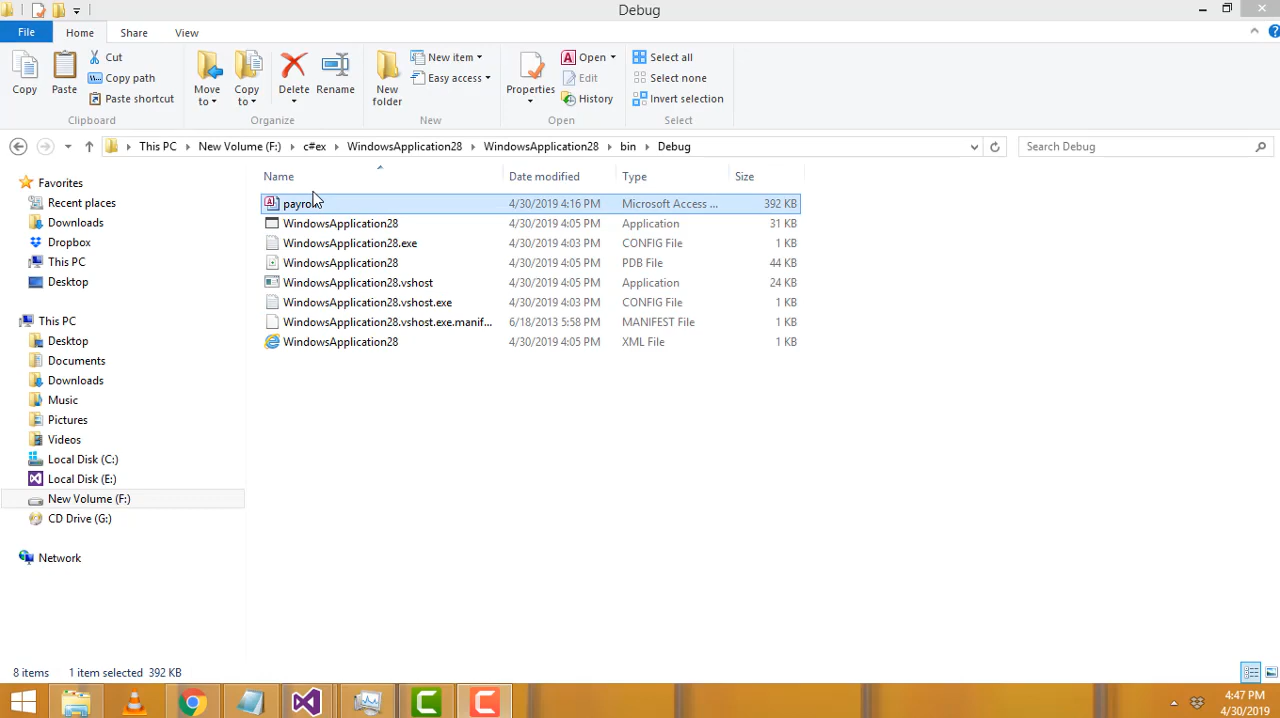 Debug
File Home Share View
Copy Paste Cut Copy path Paste shortcut Clipboard
Move to Copy to Delete Rename Organize
New folder New item Easy access New
Properties Open Edit History Open
Select all Select none Invert selection Select
This PC New Volume (F:) c#ex WindowsApplication28 WindowsApplication28 bin Debug Search Debug
Favorites
Recent places
Downloads
Dropbox
This PC
Desktop
This PC
Desktop
Documents
Downloads
Music
Pictures
Videos
Local Disk (C:)
Local Disk (E:)
New Volume (F:)
CD Drive (G:)
Network
Name Date modified Type Size
4/30/2019 4:16 PM Microsoft Access ... 392 KB
WindowsApplication28 4/30/2019 4:05 PM Application 31 KB
WindowsApplication28.exe 4/30/2019 4:03 PM CONFIG File 1 KB
WindowsApplication28 4/30/2019 4:05 PM PDB File 44 KB
WindowsApplication28.vshost 4/30/2019 4:05 PM Application 24 KB
WindowsApplication28.vshost.exe 4/30/2019 4:03 PM CONFIG File 1 KB
WindowsApplication28.vshost.exe.manif... 6/18/2013 5:58 PM MANIFEST File 1 KB
WindowsApplication28 4/30/2019 4:05 PM XML File 1 KB
8 items 1 item selected 392 KB
4:47 PM
4/30/2019